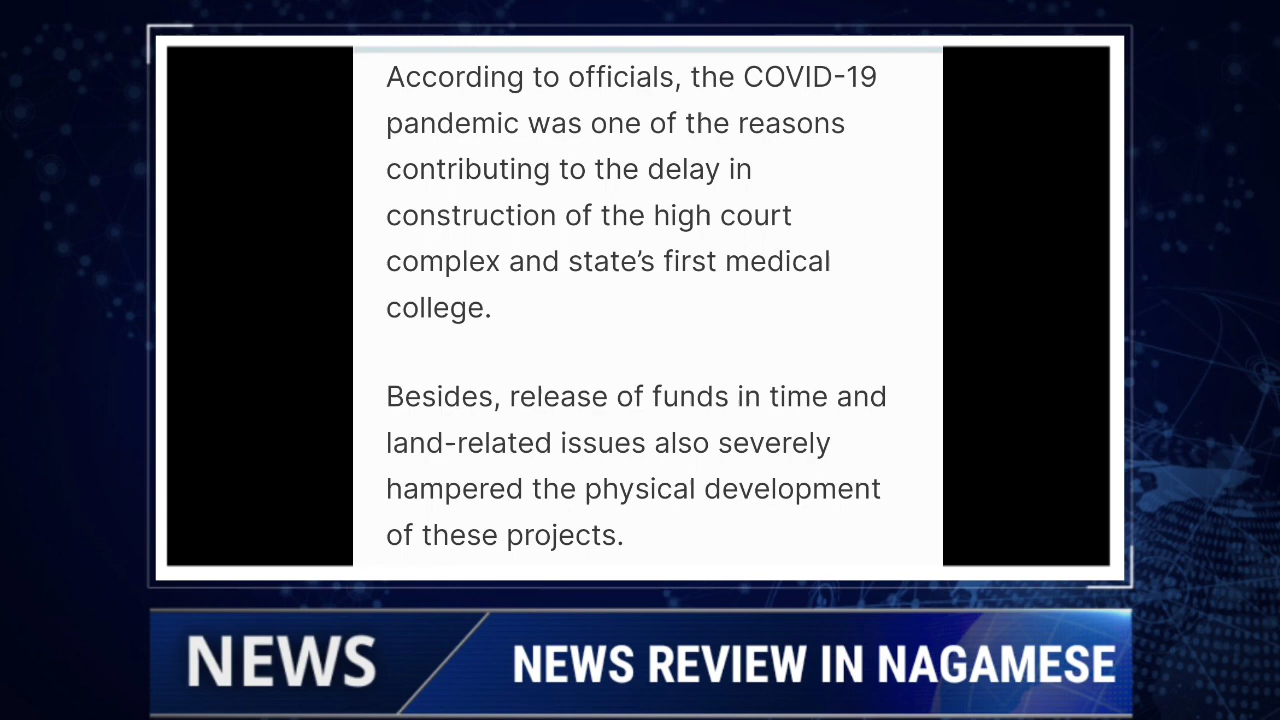 According to officials, the COVID-19
pandemic was one of the reasons
contributing to the delay in
construction of the high court
complex and state’s first medical
college.
Besides, release of funds in time and
land-related issues also severely
hampered the physical development
of these projects.
NEWS
NEWS REVIEW IN NAGAMESE